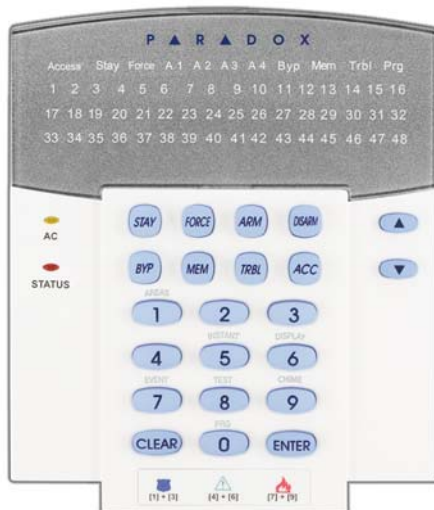 PARADOX
Access Stay Force A1 A2 A3 A4 Byp Mem Trbl Prg
1 2 3 4 5 6 7 8 9 10 11 12 13 14 15 16
17 18 19 20 21 22 23 24 25 26 27 28 29 30 31 32
33 34 35 36 37 38 39 40 41 42 43 44 45 46 47 48
STAY FORCE ARM DISARM
AC
BYP MEM TRBL ACC
STATUS
AREAS
1 2 3
BISTANT DISPLAY
4 5 6
EVENT TEST CHIME
7 8 9
PRG
CLEAR 0 ENTER
[1] + [3] [4] + [6] [7] + [9]